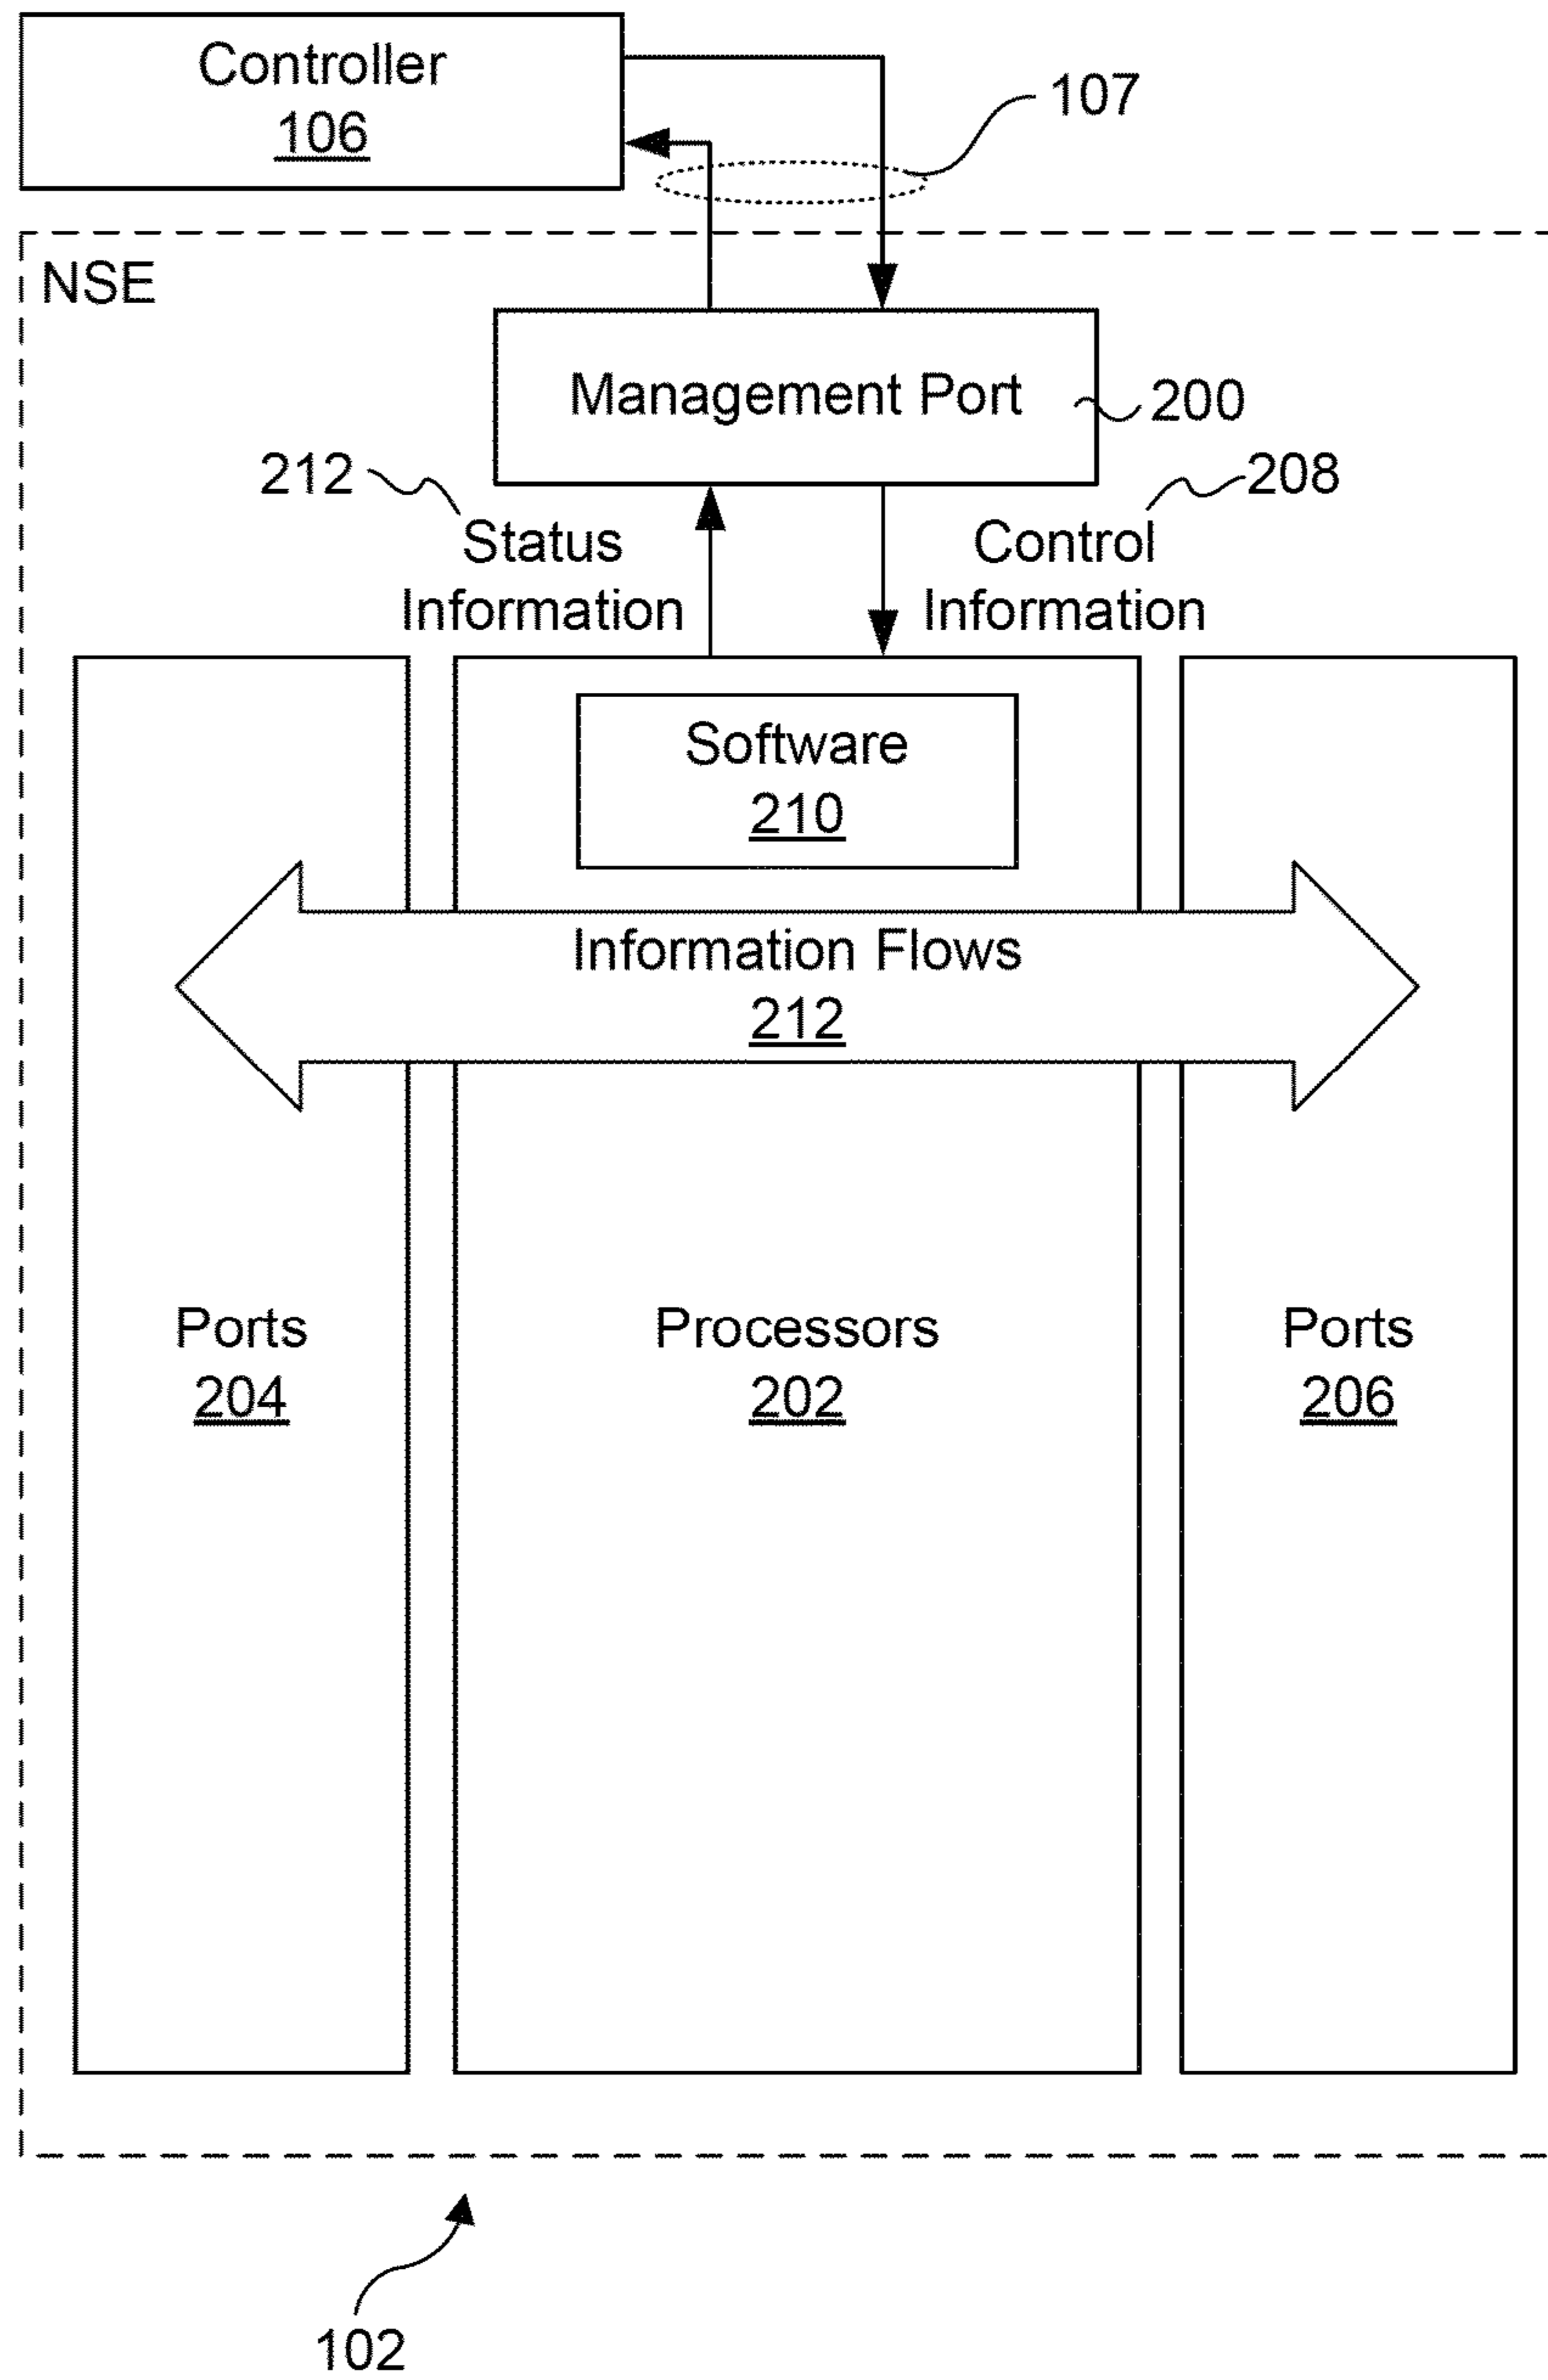 Controller
106
107
NSE
Management Port
200
212
208
Status
Information
Control
Information
Software
210
Information Flows
212
Ports
204
Processors
202
Ports
206
102